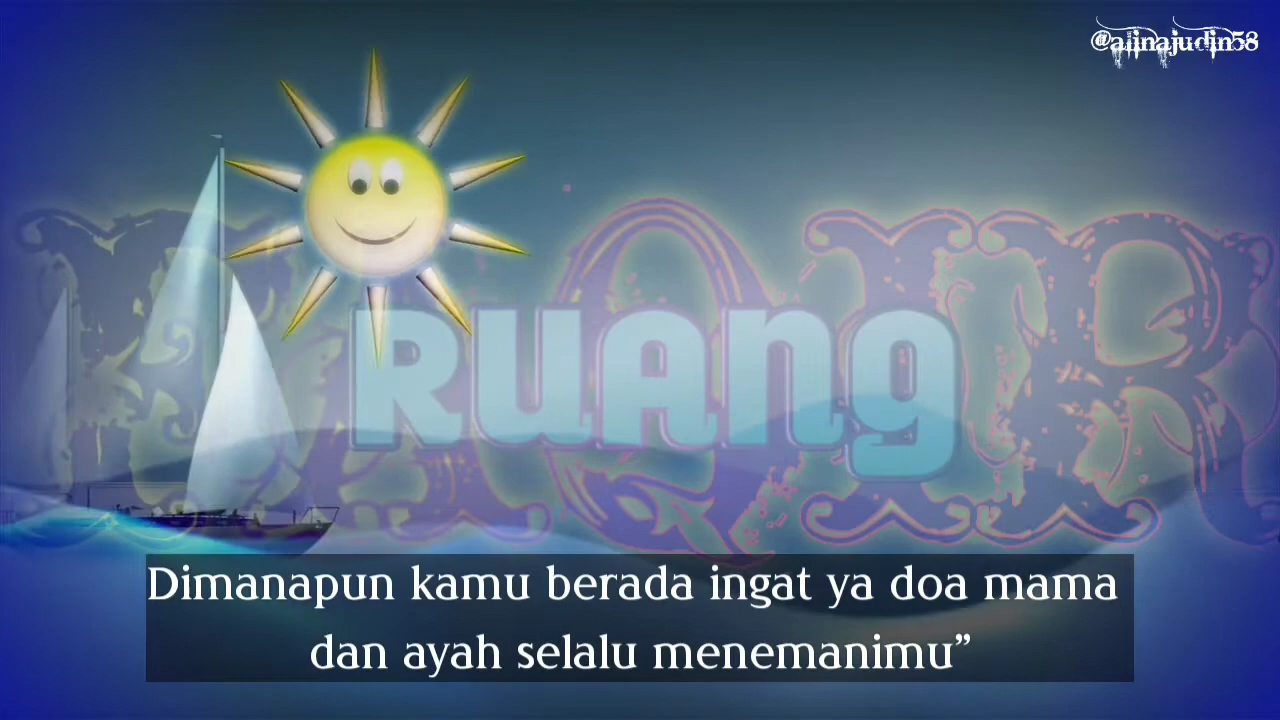 @alinajudin58
Ruang
Dimanapun kamu berada ingat ya doa mama
dan ayah selalu menemanimu”